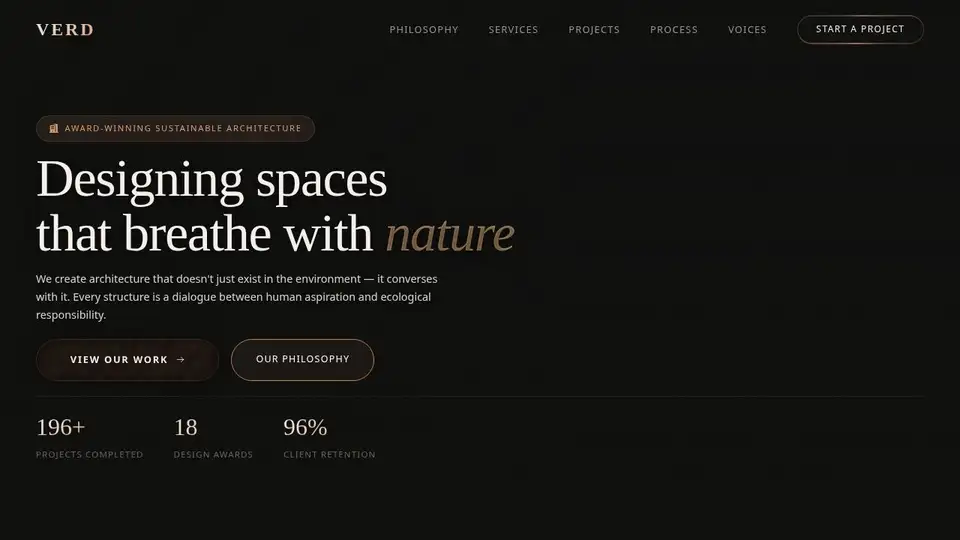 VERD
PHILOSOPHY
SERVICES
PROJECTS
PROCESS
VOICES
START A PROJECT
AWARD-WINNING SUSTAINABLE ARCHITECTURE
Designing spaces
that breathe with nature
We create architecture that doesn't just exist in the environment — it converses
with it. Every structure is a dialogue between human aspiration and ecological
responsibility.
VIEW OUR WORK →
OUR PHILOSOPHY
196+
18
96%
PROJECTS COMPLETED
DESIGN AWARDS
CLIENT RETENTION